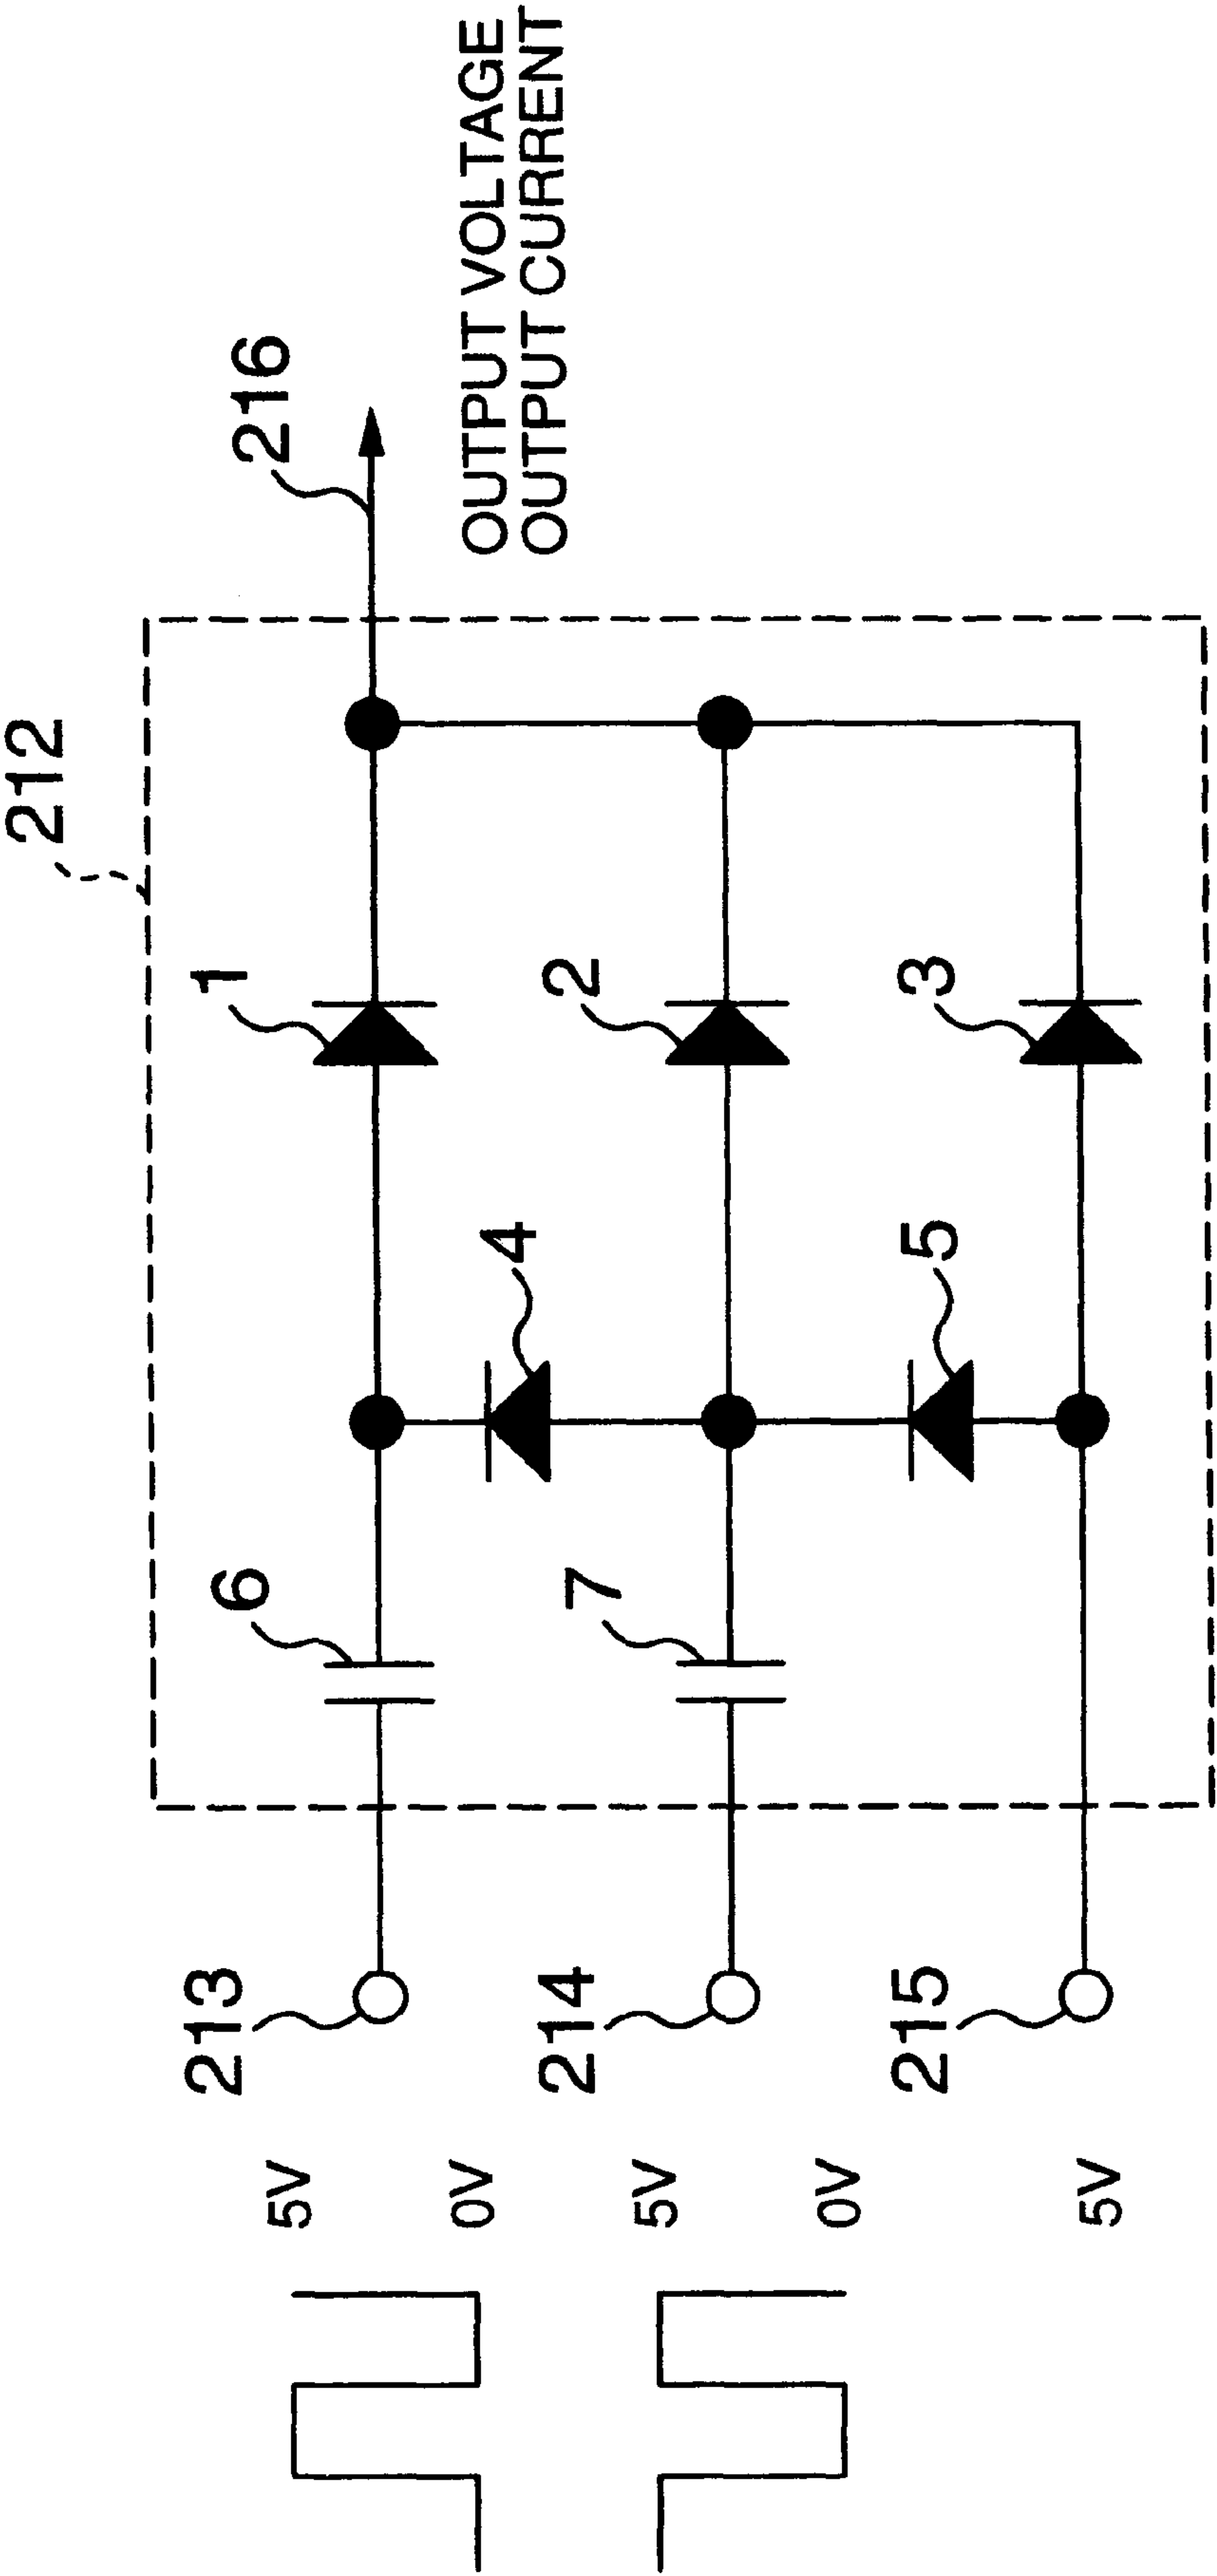 212
216
OUTPUT VOLTAGE
OUTPUT CURRENT
1
2
3
4
5
6
7
213
214
215
5V
0V
5V
0V
5V